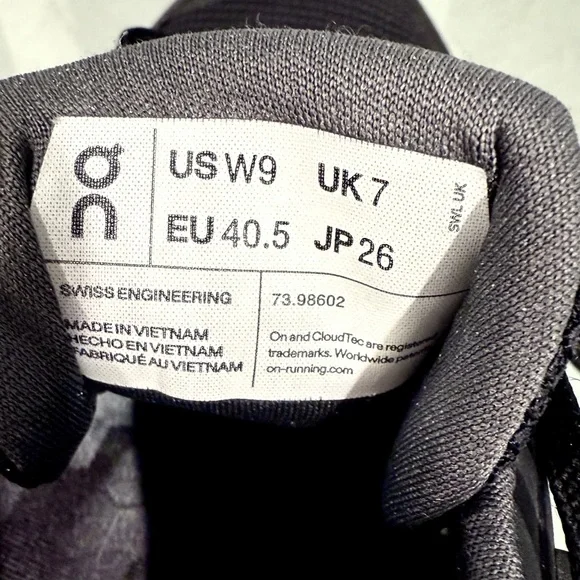 on
US W9 UK 7
EU 40.5 JP 26
SWL UK
SWISS ENGINEERING
73.98602
MADE IN VIETNAM
HECHO EN VIETNAM
FABRIQUÉ AU VIETNAM
On and CloudTec are registered
trademarks. Worldwide
on-running.com